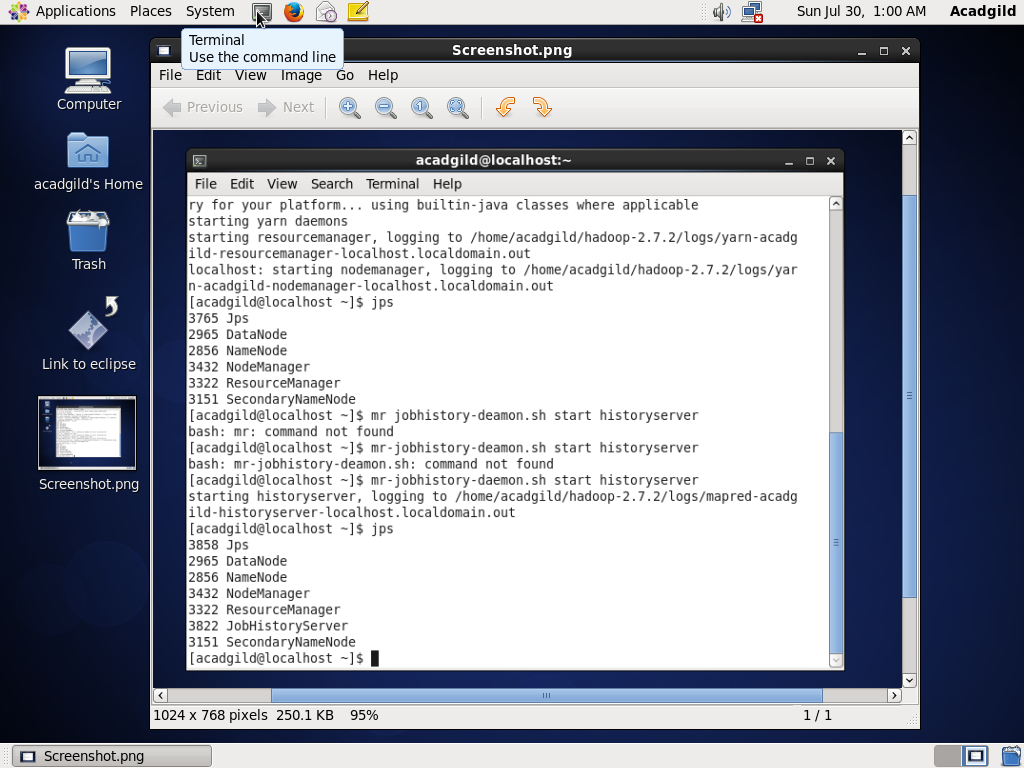 Applications Places System Sun Jul 30, 1:00 AM Acadgild
Terminal
Use the command line
Screenshot.png
File Edit View Image Go Help
Previous Next
Computer
acadgild's Home
Trash
Link to eclipse
Screenshot.png
acadgild@localhost:~
File Edit View Search Terminal Help
ry for your platform... using builtin-java classes where applicable
starting yarn daemons
starting resourcemanager, logging to /home/acadgild/hadoop-2.7.2/logs/yarn-acadg
ild-resourcemanager-localhost.localdomain.out
localhost: starting nodemanager, logging to /home/acadgild/hadoop-2.7.2/logs/yar
n-acadgild-nodemanager-localhost.localdomain.out
[acadgild@localhost ~]$ jps
3765 Jps
2965 DataNode
2856 NameNode
3432 NodeManager
3322 ResourceManager
3151 SecondaryNameNode
[acadgild@localhost ~]$ mr jobhistory-deamon.sh start historyserver
bash: mr: command not found
[acadgild@localhost ~]$ mr-jobhistory-deamon.sh start historyserver
bash: mr-jobhistory-deamon.sh: command not found
[acadgild@localhost ~]$ mr-jobhistory-deamon.sh start historyserver
starting historyserver, logging to /home/acadgild/hadoop-2.7.2/logs/mapred-acadg
ild-historyserver-localhost.localdomain.out
[acadgild@localhost ~]$ jps
3858 Jps
2965 DataNode
2856 NameNode
3432 NodeManager
3322 ResourceManager
3822 JobHistoryServer
3151 SecondaryNameNode
[acadgild@localhost ~]$
1024 x 768 pixels 250.1 KB 95% 1 / 1
Screenshot.png